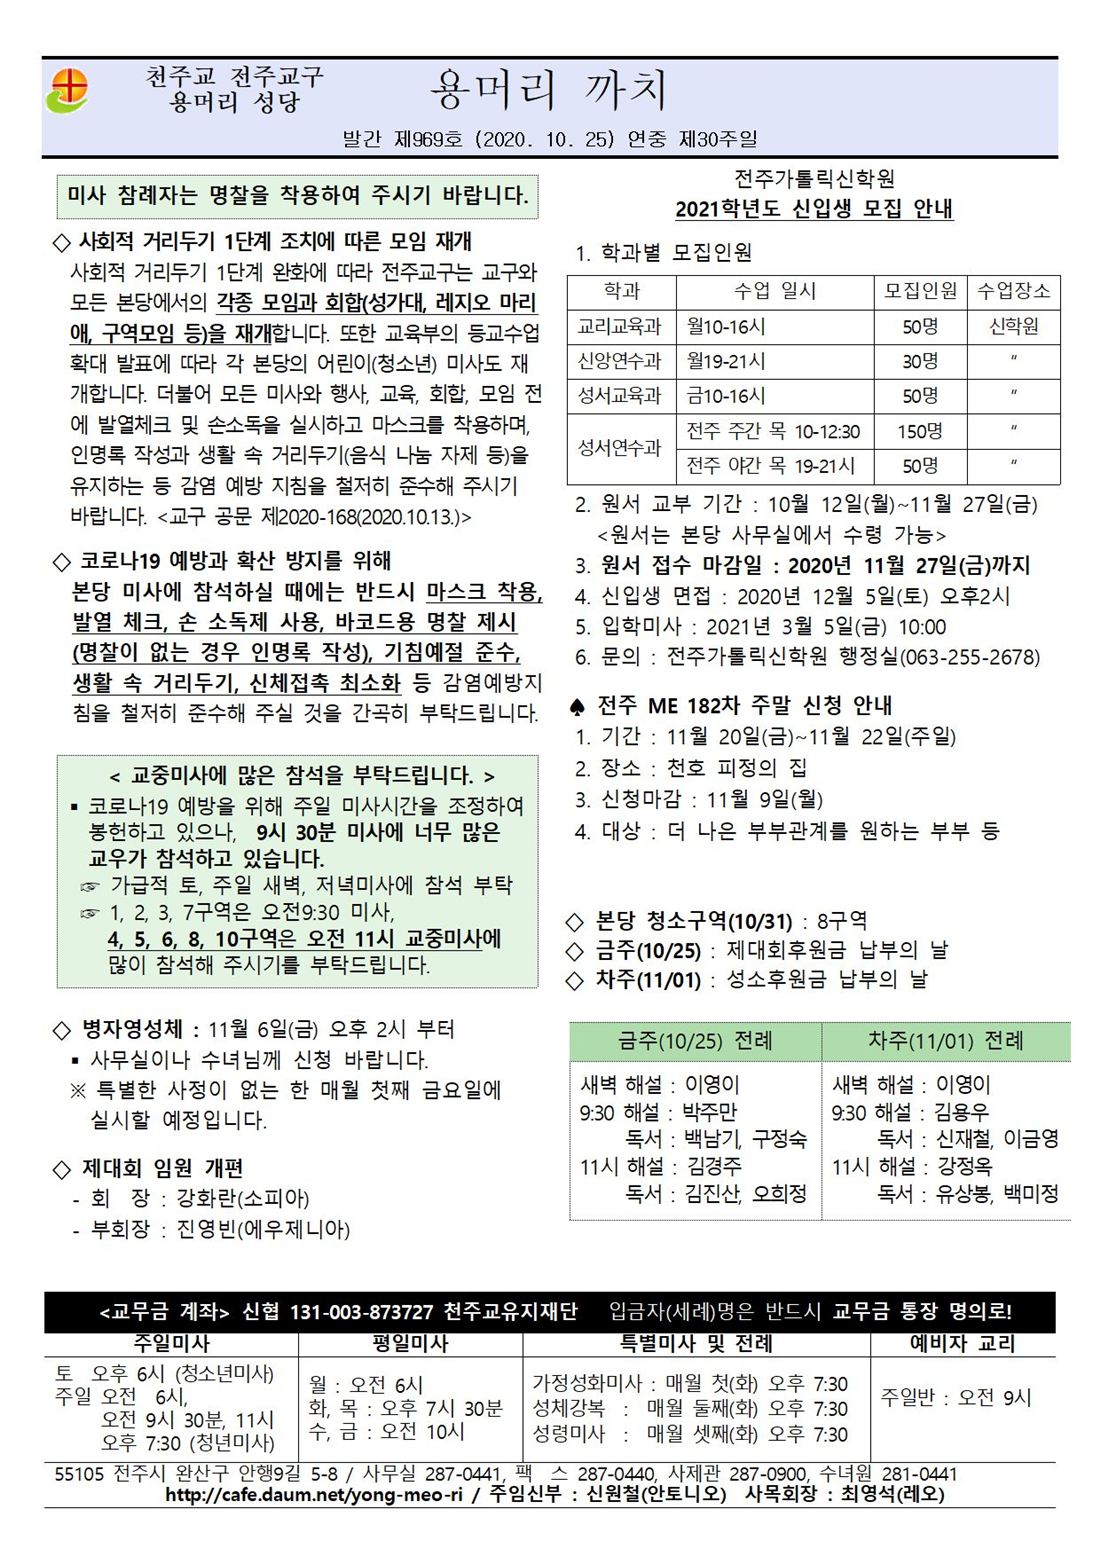 천주교 전주교구
용머리 성당
용머리 까치
발간 제969호 (2020. 10. 25) 연중 제30주일
미사 참례자는 명찰을 착용하여 주시기 바랍니다.
◇ 사회적 거리두기 1단계 조치에 따른 모임 재개
사회적 거리두기 1단계 완화에 따라 전주교구는 교구와
모든 본당에서의 각종 모임과 회합(성가대, 레지오 마리
애, 구역모임 등)을 재개합니다. 또한 교육부의 등교수업
확대 발표에 따라 각 본당의 어린이(청소년) 미사도 재
개합니다. 더불어 모든 미사와 행사, 교육, 회합, 모임 전
에 발열체크 및 손소독을 실시하고 마스크를 착용하며,
인명록 작성과 생활 속 거리두기(음식 나눔 자제 등)을
유지하는 등 감염 예방 지침을 철저히 준수해 주시기
바랍니다. <교구 공문 제2020-168(2020.10.13.)>
◇ 코로나19 예방과 확산 방지를 위해
본당 미사에 참석하실 때에는 반드시 마스크 착용,
발열 체크, 손 소독제 사용, 바코드용 명찰 제시
(명찰이 없는 경우 인명록 작성), 기침예절 준수,
생활 속 거리두기, 신체접촉 최소화 등 감염예방지
침을 철저히 준수해 주실 것을 간곡히 부탁드립니다.
< 교중미사에 많은 참석을 부탁드립니다. >
▪ 코로나19 예방을 위해 주일 미사시간을 조정하여
봉헌하고 있으나, 9시 30분 미사에 너무 많은
교우가 참석하고 있습니다.
☞ 가급적 토, 주일 새벽, 저녁미사에 참석 부탁
☞ 1, 2, 3, 7구역은 오전9:30 미사,
4, 5, 6, 8, 10구역은 오전 11시 교중미사에
많이 참석해 주시기를 부탁드립니다.
◇ 병자영성체 : 11월 6일(금) 오후 2시 부터
▪ 사무실이나 수녀님께 신청 바랍니다.
※ 특별한 사정이 없는 한 매월 첫째 금요일에
실시할 예정입니다.
◇ 제대회 임원 개편
- 회 장 : 강화란(소피아)
- 부회장 : 진영빈(에우제니아)
전주가톨릭신학원
2021학년도 신입생 모집 안내
1. 학과별 모집인원
학과 수업 일시 모집인원 수업장소
교리교육과 월10-16시 50명 신학원
신앙연수과 월19-21시 30명 "
성서교육과 금10-16시 50명 "
성서연수과 전주 주간 목 10-12:30 150명 "
전주 야간 목 19-21시 50명 "
2. 원서 교부 기간 : 10월 12일(월)~11월 27일(금)
<원서는 본당 사무실에서 수령 가능>
3. 원서 접수 마감일 : 2020년 11월 27일(금)까지
4. 신입생 면접 : 2020년 12월 5일(토) 오후2시
5. 입학미사 : 2021년 3월 5일(금) 10:00
6. 문의 : 전주가톨릭신학원 행정실(063-255-2678)
♠ 전주 ME 182차 주말 신청 안내
1. 기간 : 11월 20일(금)~11월 22일(주일)
2. 장소 : 천호 피정의 집
3. 신청마감 : 11월 9일(월)
4. 대상 : 더 나은 부부관계를 원하는 부부 등
◇ 본당 청소구역(10/31) : 8구역
◇ 금주(10/25) : 제대회후원금 납부의 날
◇ 차주(11/01) : 성소후원금 납부의 날
금주(10/25) 전례 차주(11/01) 전례
새벽 해설 : 이영이 새벽 해설 : 이영이
9:30 해설 : 박주만 9:30 해설 : 김용우
독서 : 백남기, 구정숙 독서 : 신재철, 이금영
11시 해설 : 김경주 11시 해설 : 강정옥
독서 : 김진산, 오희정 독서 : 유상봉, 백미정
<교무금 계좌> 신협 131-003-873727 천주교유지재단 입금자(세례)명은 반드시 교무금 통장 명의로!
주일미사 평일미사 특별미사 및 전례 예비자 교리
토 오후 6시 (청소년미사)
주일 오전 6시,
오전 9시 30분, 11시
오후 7:30 (청년미사)
월 : 오전 6시
화, 목 : 오후 7시 30분
수, 금 : 오전 10시
가정성화미사 : 매월 첫(화) 오후 7:30
성체강복 : 매월 둘째(화) 오후 7:30
성령미사 : 매월 셋째(화) 오후 7:30
주일반 : 오전 9시
55105 전주시 완산구 안행9길 5-8 / 사무실 287-0441, 팩 스 287-0440, 사제관 287-0900, 수녀원 281-0441
http://cafe.daum.net/yong-meo-ri / 주임신부 : 신원철(안토니오) 사목회장 : 최영석(레오)